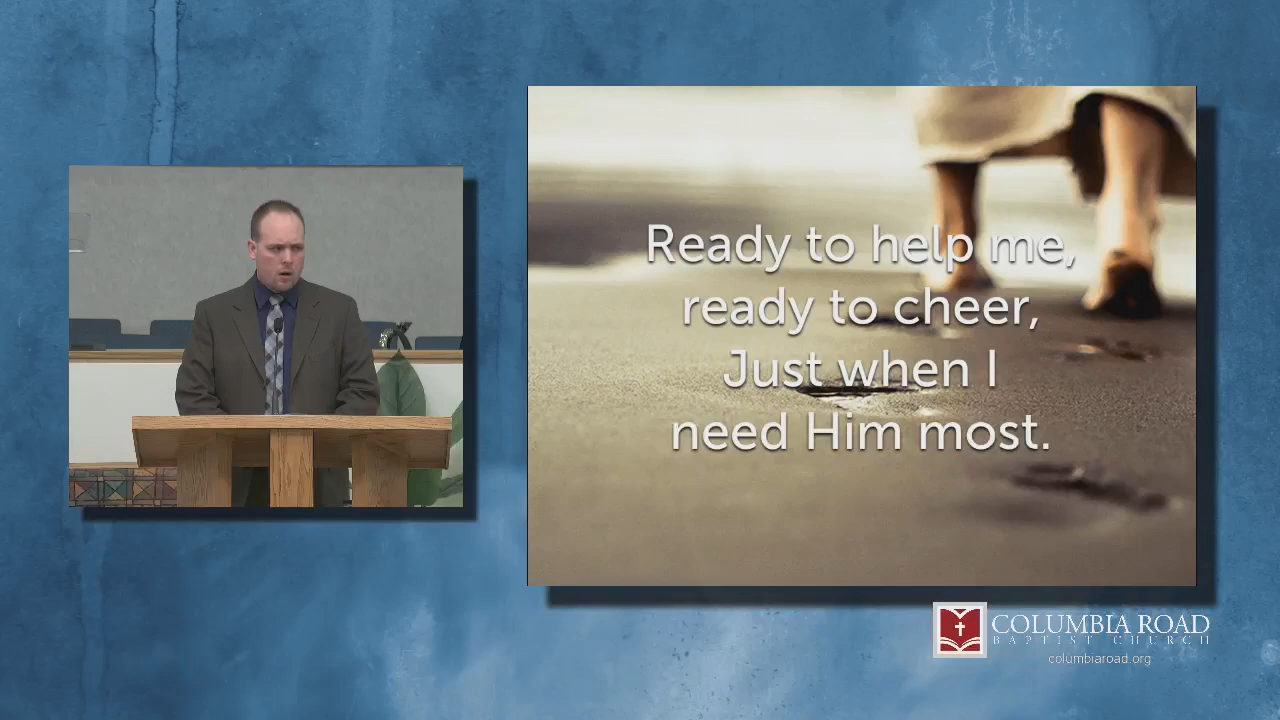 Ready to help me,
ready to cheer,
Just when I
need Him most.
COLUMBIA ROAD
BAPTIST CHURCH
columbiaroad.org